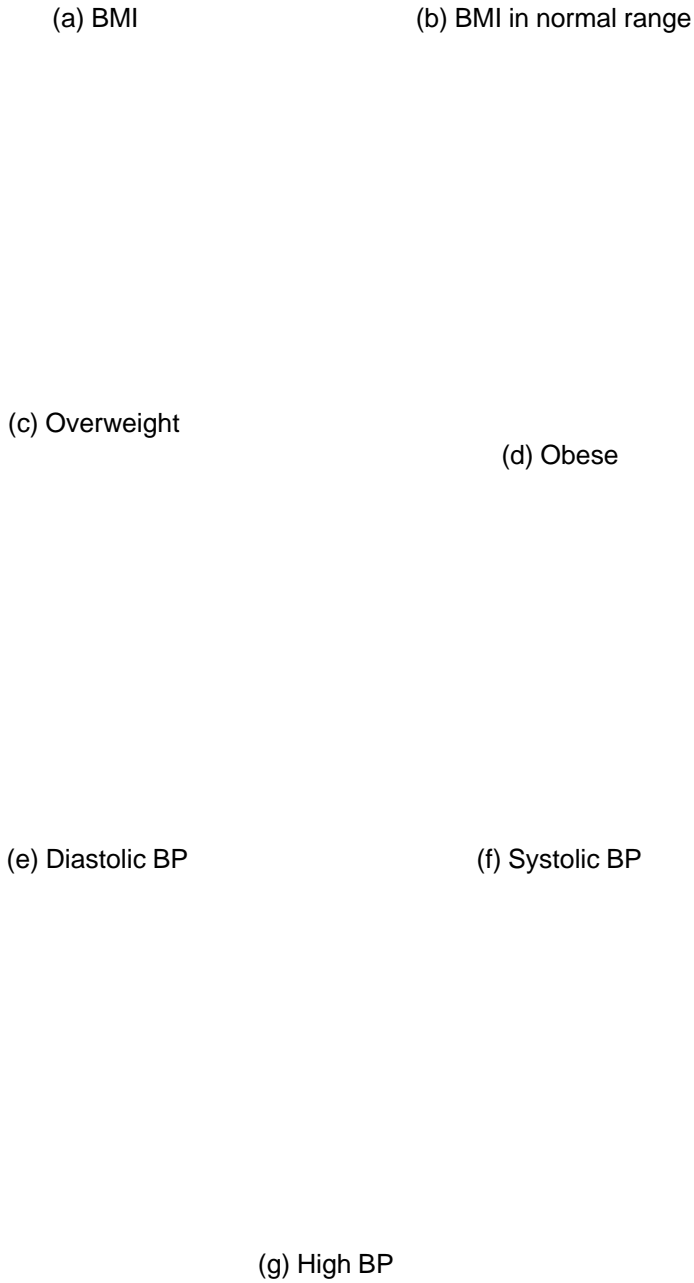 (a) BMI
(b) BMI in normal range
(c) Overweight
(d) Obese
(e) Diastolic BP
(f) Systolic BP
(g) High BP